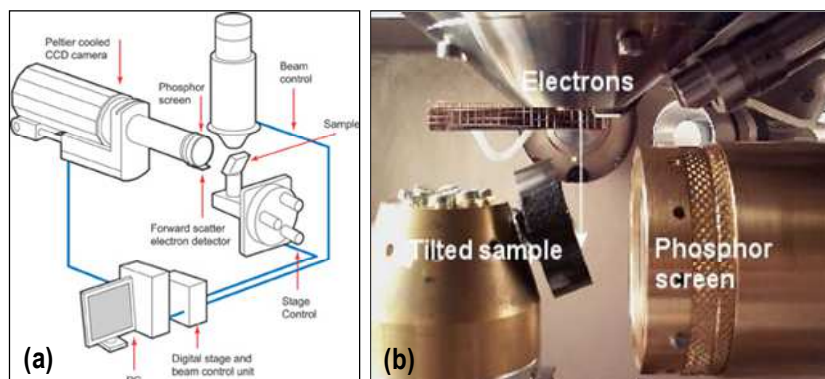 Peltier cooled
CCD camera
Phosphor
screen
Beam
control
Sample
Forward scatter
electron detector
Stage
Control
Digital stage and
beam control unit
(a)
Electrons
Tilted sample
Phosphor
screen
(b)